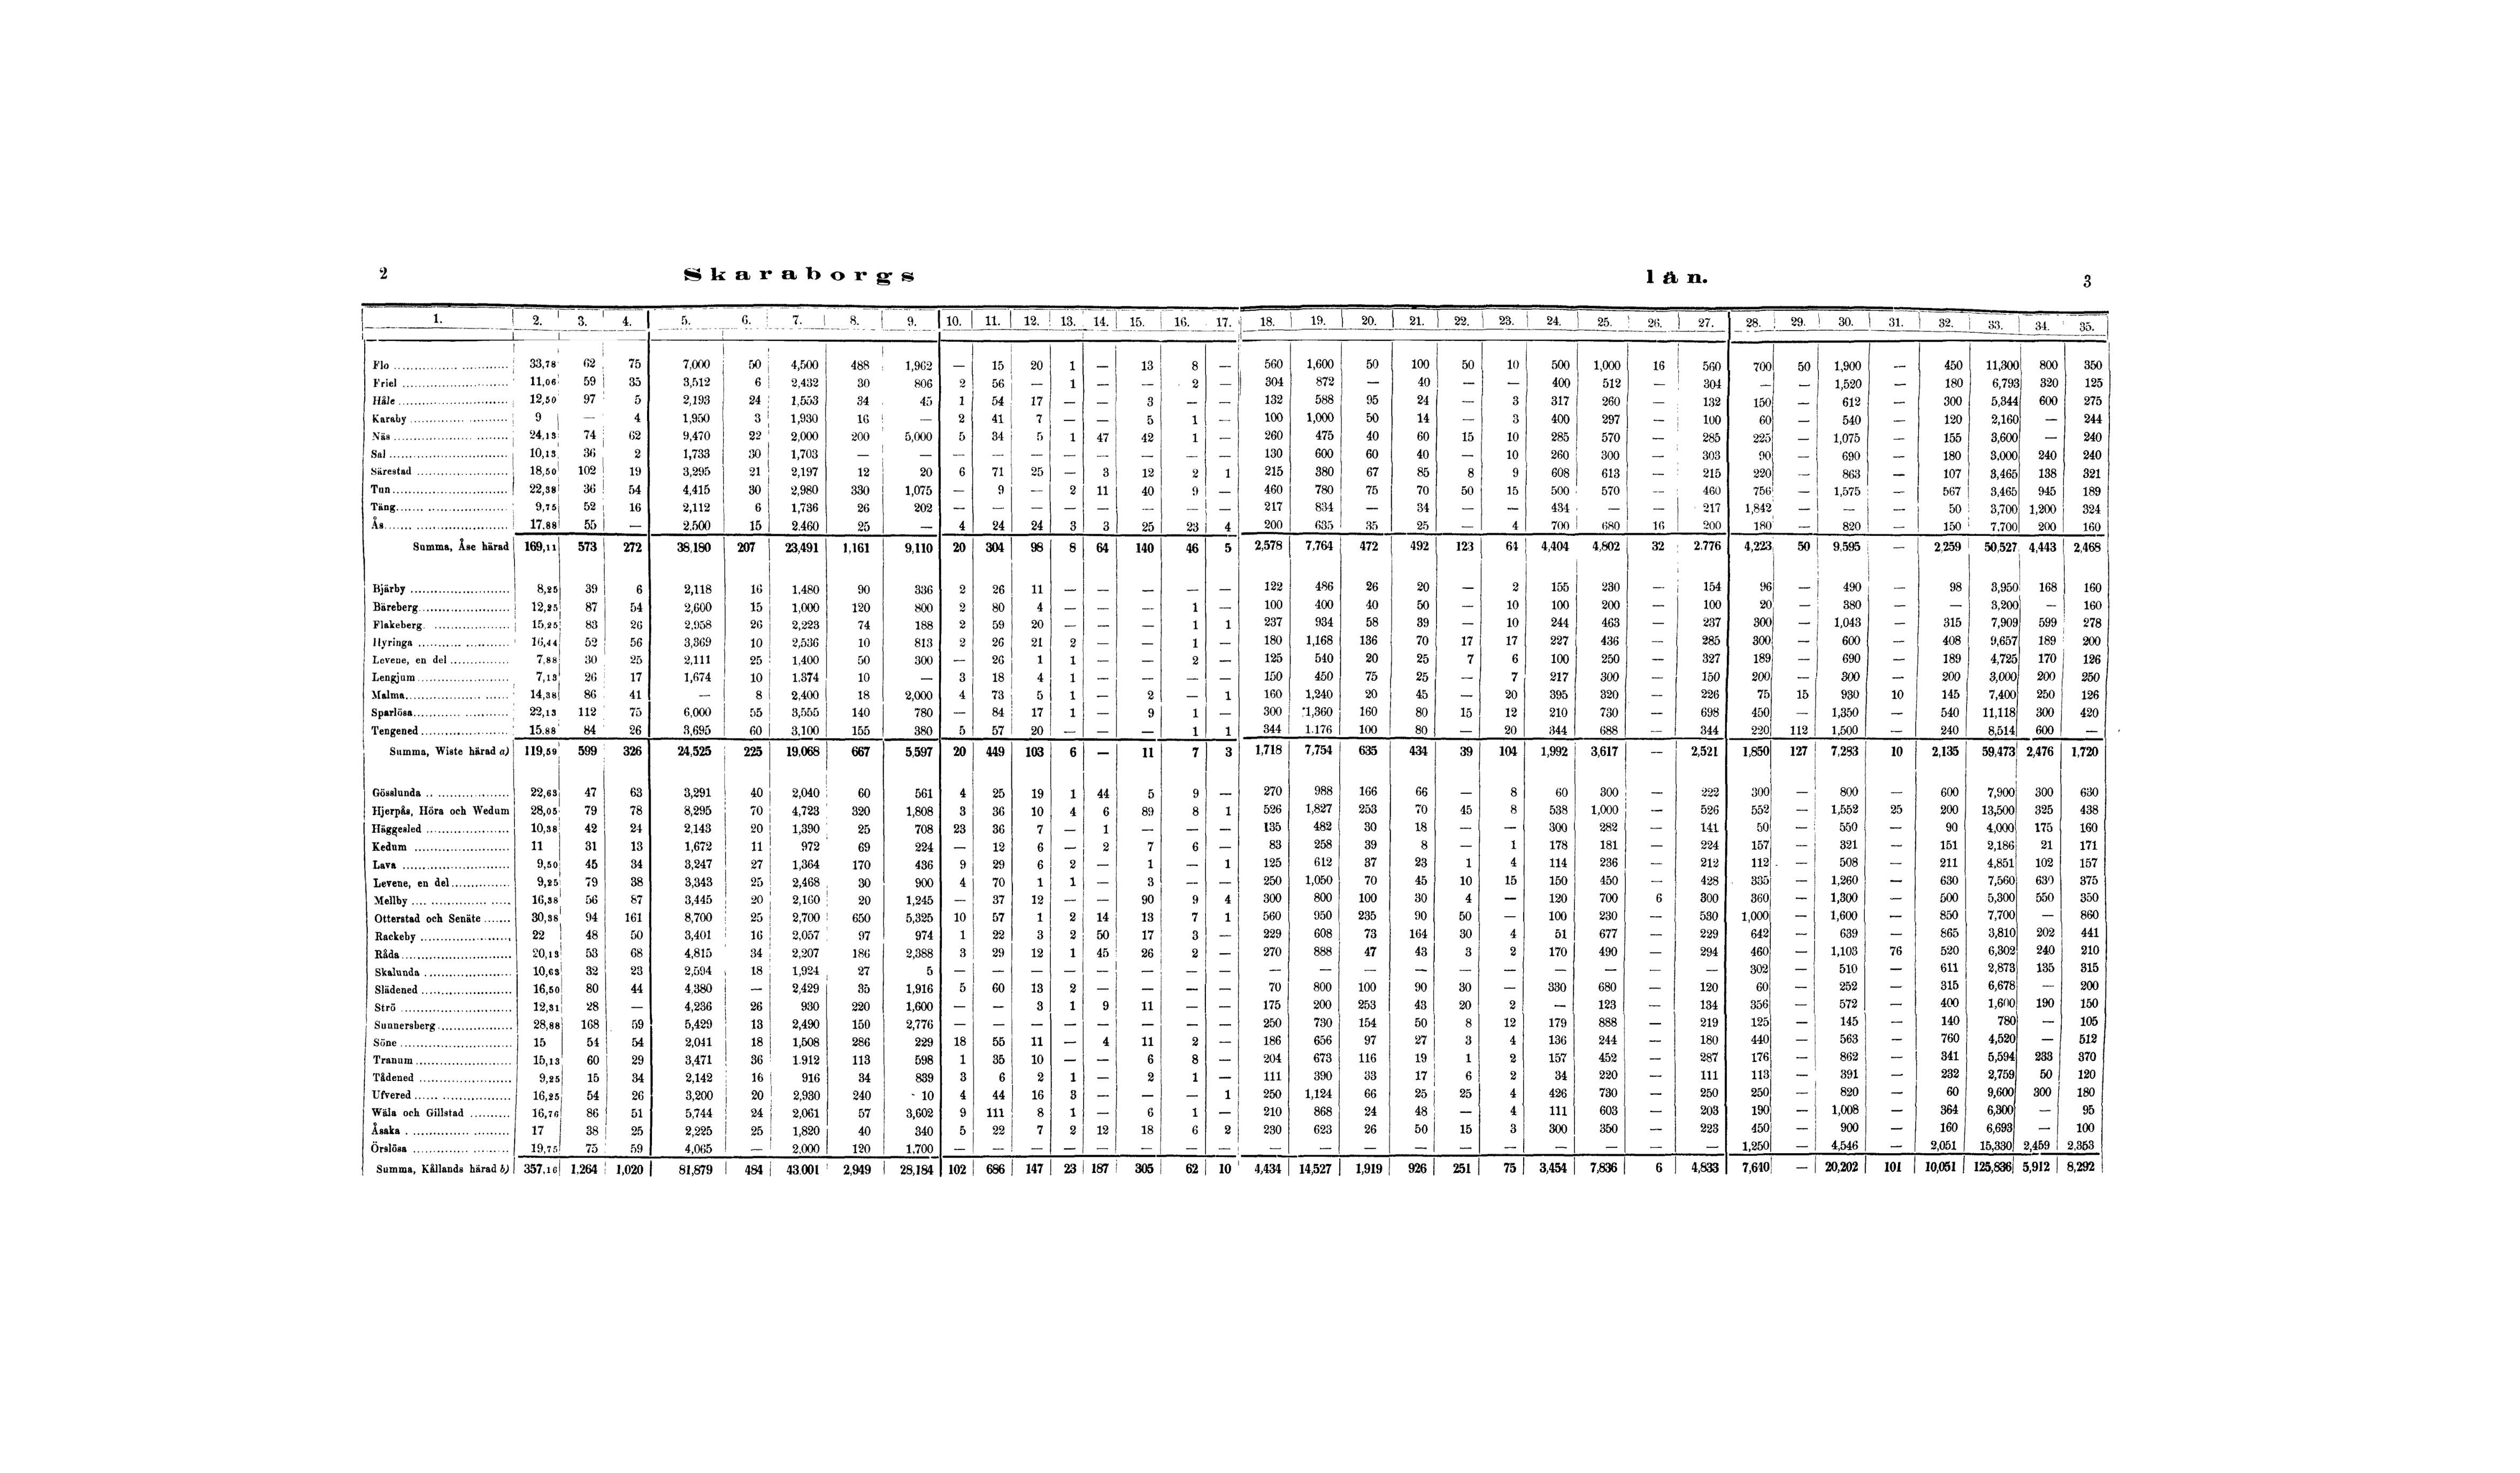 2 Skaraborgs län. 3
1. 2. 3. 4. 5. 6. 7. 8. 9. 10. 11. 12. 13. 14. 15. 16. 17. 18. 19. 20. 21. 22. 23. 24. 25. 26. 27. 28. 29. 30. 31. 32. 33. 34. 35.
Flo 33,78 62 75 7,000 50 4,500 488 1,962 — 15 20 1 — 13 8 — 560 1,600 50 100 50 10 500 1,000 16 560 700 50 1,900 — 450 11,300 800 350
Friel 11,06 59 35 3,512 6 2,432 30 806 2 56 — 1 — — 2 — 304 872 — 40 — — 400 512 — 304 — — 1,520 — 180 6,793 320 125
Håle 12,50 97 5 2,193 24 1,553 34 45 1 54 17 — — 3 — — 132 588 95 24 — 3 317 260 — 132 150 — 612 — 300 5,344 600 275
Karaby 9 — 4 1,950 3 1,930 16 — 2 41 7 — — 5 1 — 100 1,000 50 14 — 3 400 297 — 100 60 — 540 — 120 2,160 — 244
Näs 24,13 74 62 9,470 22 2,000 200 5,000 5 34 5 1 47 42 1 — 260 475 40 60 15 10 285 570 — 285 225 — 1,075 — 155 3,600 — 240
Sal 10,13 36 2 1,733 30 1,703 — — — — — — — — — — 130 600 60 40 — 10 260 300 — 303 90 — 690 — 180 3,000 240 240
Särestad 18,50 102 19 3,295 21 2,197 12 20 6 71 25 — 3 12 2 1 215 380 67 85 8 9 608 613 — 215 220 — 863 — 107 3,465 138 321
Tun 22,38 36 54 4,415 30 2,980 330 1,075 — 9 — 2 11 40 9 — 460 780 75 70 50 15 500 570 — 460 756 — 1,575 — 567 3,465 945 189
Täng 9,75 52 16 2,112 6 1,736 26 202 — — — — — — — — 217 834 — 34 — — 434 — — 217 1,842 — — — 50 3,700 1,200 324
Ås 17,88 55 — 2.500 15 2.460 25 — 4 24 24 3 3 25 23 4 200 635 35 25 — 4 700 680 16 200 180 — 820 — 150 7.700 200 160
Summa, Åse härad 169,11 573 272 38,180 207 23,491 1,161 9,110 20 304 98 8 64 140 46 5 2,578 7,764 472 492 123 64 4,404 4,802 32 2.776 4,223 50 9.595 — 2,259 50,527 4,443 2,468
Bjärby 8,25 39 6 2,118 16 1,480 90 336 2 26 11 — — — — — 122 486 26 20 — 2 155 230 — 154 96 — 490 — 98 3,950 168 160
Bäreberg 12,25 87 54 2,600 15 1,000 120 800 2 80 4 — — — 1 — 100 400 40 50 — 10 100 200 — 100 20 — 380 — — 3,200 — 160
Flakeberg 15,25 83 26 2,958 26 2,223 74 188 2 59 20 — — — 1 1 237 934 58 39 — 10 244 463 — 237 300 — 1,043 — 315 7,909 599 278
Hyringa 16,44 52 56 3,369 10 2,536 10 813 2 26 21 2 — — 1 — 180 1,168 136 70 17 17 227 436 — 285 300 — 600 — 408 9,657 189 200
Levene, en del 7,88 30 25 2,111 25 1,400 50 300 — 26 1 1 — — 2 — 125 540 20 25 7 6 100 250 — 327 189 — 690 — 189 4,725 170 126
Lengjum 7,13 26 17 1,674 10 1.374 10 — 3 18 4 1 — — — — 150 450 75 25 — 7 217 300 — 150 200 — 300 — 200 3,000 200 250
Malma 14,38 86 41 — 8 2,400 18 2,000 4 73 5 1 — 2 — 1 160 1,240 20 45 — 20 395 320 — 226 75 15 930 10 145 7,400 250 126
Sparlösa 22,13 112 75 6,000 55 3,555 140 780 — 84 17 1 — 9 1 — 300 1,360 160 80 15 12 210 730 — 698 450 — 1,350 — 540 11,118 300 420
Tengened 15.88 84 26 3,695 60 3,100 155 380 5 57 20 — — — 1 1 344 1.176 100 80 — 20 344 688 — 344 220 112 1,500 — 240 8,514 600 —
Summa, Wiste härad a) 119,59 599 326 24,525 225 19,068 667 5,597 20 449 103 6 — 11 7 3 1,718 7,754 635 434 39 104 1,992 3,617 — 2,521 1,850 127 7,283 10 2,135 59,473 2,476 1,720
Gösslunda 22,63 47 63 3,291 40 2,040 60 561 4 25 19 1 44 5 9 — 270 988 166 66 — 8 60 300 — 222 300 — 800 — 600 7,900 300 630
Hjerpås, Höra och Wedum 28,05 79 78 8,295 70 4,723 320 1,808 3 36 10 4 6 89 8 1 526 1,827 253 70 45 8 538 1,000 — 526 552 — 1,552 25 200 13,500 325 438
Häggesled 10,38 42 24 2,143 20 1,390 25 708 23 36 7 — 1 — — — 135 482 30 18 — — 300 282 — 141 50 — 550 — 90 4,000 175 160
Kedum 11 31 13 1,672 11 972 69 224 — 12 6 — 2 7 6 — 83 258 39 8 — 1 178 181 — 224 157 — 321 — 151 2,186 21 171
Lava 9,50 45 34 3,247 27 1,364 170 436 9 29 6 2 — 1 — 1 125 612 37 23 1 4 114 236 — 212 112 — 508 — 211 4,851 102 157
Levene, en del 9,25 79 38 3,343 25 2,468 30 900 4 70 1 1 — 3 — — 250 1,050 70 45 10 15 150 450 — 428 335 — 1,260 — 630 7,560 630 375
Mellby 16,38 56 87 3,445 20 2,160 20 1,245 — 37 12 — — 90 9 4 300 800 100 30 4 — 120 700 6 300 360 — 1,300 — 500 5,300 550 350
Otterstad och Senäte 30,38 94 161 8,700 25 2,700 650 5,325 10 57 1 2 14 13 7 1 560 950 235 90 50 — 100 230 — 530 1,000 — 1,600 — 850 7,700 — 860
Rackeby 22 48 50 3,401 16 2,057 97 974 1 22 3 2 50 17 3 — 229 608 73 164 30 4 51 677 — 229 642 — 639 — 865 3,810 202 441
Råda 20,13 53 68 4,815 34 2,207 186 2,388 3 29 12 1 45 26 2 — 270 888 47 43 3 2 170 490 — 294 460 — 1,103 76 520 6,302 240 210
Skalunda 10,63 32 23 2,594 18 1,924 27 5 — — — — — — — — — — — — — — — — — — 302 — 510 — 611 2,873 135 315
Slädened 16,50 80 44 4,380 — 2,429 35 1,916 5 60 13 2 — — — — 70 800 100 90 30 — 330 680 — 120 60 — 252 — 315 6,678 — 200
Strö 12,31 28 — 4,236 26 930 220 1,600 — — 3 1 9 11 — — 175 200 253 43 20 2 — 123 — 134 356 — 572 — 400 1,600 190 150
Sunnersberg 28,88 168 59 5,429 13 2,490 150 2,776 — — — — — — — — 250 730 154 50 8 12 179 888 — 219 125 — 145 — 140 780 — 105
Söne 15 54 54 2,041 18 1,508 286 229 18 55 11 — 4 11 2 — 186 656 97 27 3 4 136 244 — 180 440 — 563 — 760 4,520 — 512
Tranum 15,13 60 29 3,471 36 1.912 113 598 1 35 10 — — 6 8 — 204 673 116 19 1 2 157 452 — 287 176 — 862 — 341 5,594 233 370
Tådened 9,25 15 34 2,142 16 916 34 839 3 6 2 1 — 2 1 — 111 390 33 17 6 2 34 220 — 111 113 — 391 — 232 2,759 50 120
Ufvered 16,25 54 26 3,200 20 2,930 240 10 4 44 16 3 — — — 1 250 1,124 66 25 25 4 426 730 — 250 250 — 820 — 60 9,600 300 180
Wäla och Gillstad 16,76 86 51 5,744 24 2,061 57 3,602 9 111 8 1 — 6 1 — 210 868 24 48 — 4 111 603 — 203 190 — 1,008 — 364 6,300 — 95
Åsaka 17 38 25 2,225 25 1,820 40 340 5 22 7 2 12 18 6 2 230 623 26 50 15 3 300 350 — 223 450 — 900 — 160 6,693 — 100
Örslösa 19,75 75 59 4,065 — 2,000 120 1.700 — — — — — — — — — — — — — — — — — — 1,250 — 4,546 — 2,051 15,330 2,459 2,353
Summa, Kållands härad b) 357,16 1,264 1,020 81,879 484 43.001 2,949 28,184 102 686 147 23 187 305 62 10 4,434 14,527 1,919 926 251 75 3,454 7,836 6 4,833 7,640 — 20,202 101 10,051 125,836 5,912 8,292